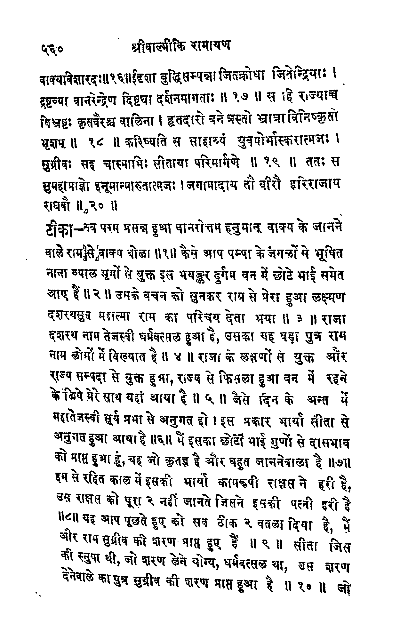 ५६० श्रीवाल्मीकि रामायण
वाक्यविशारदः॥१६॥ईदृशा बुद्धिसम्पन्ना जितक्रोधा जितेन्द्रियाः।
द्रष्टव्या वानरेन्द्रेण दिष्ट्या दर्शनमागताः॥ १७ ॥ स हि राज्याच्च
विभ्रष्टः कृतवैरश्च वालिना। हृतदारो वने त्रस्तो भ्रात्रा विनिष्कृतो
भृशम् ॥ १८ ॥ करिष्यति स साहाय्यं युवयोर्भास्करात्मजः।
सुग्रीवः सह चास्माभिः सीताया परिमार्गणे ॥ १९ ॥ ततः स
सुमहाप्राज्ञो हनूमान्मारुतात्मजः। जगामादाय तौ वीरौ हरिराजाय
राघवौ ॥ २० ॥
टीका—तव परम प्रसन्न हुआ वानरोत्तम हनुमान् वाक्य के जानने
वाले राम से वाक्य बोला॥१॥ कैसे आप पम्पा के जंगलों से भूषित
नाना व्याल मृगों से युक्त इस भयङ्कर दुर्गम वन में छोटे भाई समेत
आए हैं॥२॥ उसके वचन को सुनकर राम से प्रेरा हुआ लक्ष्मण
दशरथसुत महात्मा राम का परिचय देता भया॥ ३ ॥ राजा
दशरथ नाम तेजस्वी धर्मवत्सल हुआ है, उसका यह बड़ा पुत्र राम
नाम लोगों में विख्यात है॥ ४ ॥ राजा के लक्षणों से युक्त और
राज्य सम्पदा से युक्त हुआ, राज्य से फिसला हुआ वन में रहने
के लिये मेरे साथ यहां आया है॥ ५ ॥ कैसे दिन के अन्त में
महातेजस्वी सूर्य प्रभा से अनुगत हो। इस प्रकार भार्या सीता से
अनुगत हुआ आया है॥६॥ मैं इसका छोटा भाई गुणों से दासभाव
को प्राप्त हुआ हूं, यह जो कृतज्ञ है और बहुत जाननेवाला है॥७॥
हम से रहित काल में इसकी भार्या कामरूपी राक्षस ने हरी है,
उस राक्षस को पूरा २ नहीं जानते जिसने इसकी पत्नी हरी है
॥८॥ यह आप पूछते हुए को सब ठीक २ बतला दिया है, मैं
और राम सुग्रीव की शरण प्राप्त हुए हैं ॥ ९ ॥ सीता जिस
की स्नुषा थी, जो शरण लेने योग्य, धर्मवत्सल था, उस शरण
देनेवाले का पुत्र सुग्रीव की शरण प्राप्त हुआ है ॥ १० ॥ जो